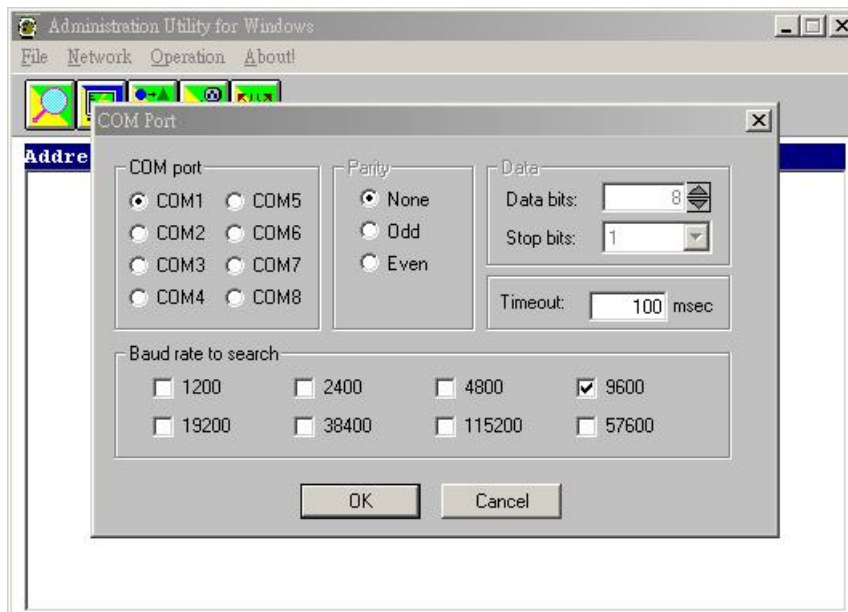 Administration Utility for Windows
File Network Operation About!
COM Port
Addre
COM port
COM1 COM5
COM2 COM6
COM3 COM7
COM4 COM8
Parity
None
Odd
Even
Data
Data bits: 8
Stop bits: 1
Timeout: 100 msec
Baud rate to search
1200 2400 4800 9600
19200 38400 115200 57600
OK Cancel